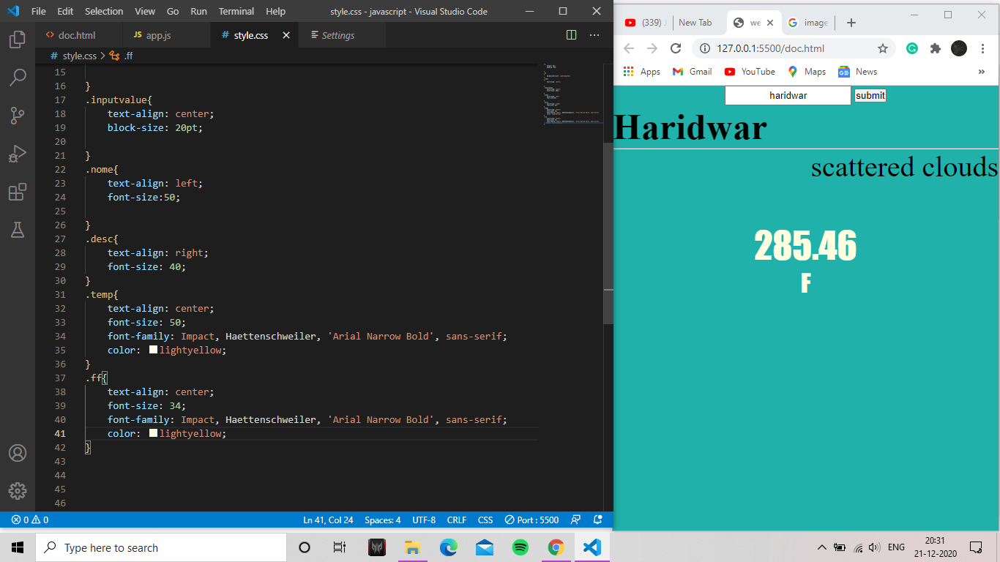 File Edit Selection View Go Run Terminal Help style.css - javascript - Visual Studio Code
<> doc.html JS app.js # style.css Settings
# style.css > .ff
15
16 }
17 .inputvalue{
18 text-align: center;
19 block-size: 20pt;
20
21 }
22 .nome{
23 text-align: left;
24 font-size:50;
25
26 }
27 .desc{
28 text-align: right;
29 font-size: 40;
30 }
31 .temp{
32 text-align: center;
33 font-size: 50;
34 font-family: Impact, Haettenschweiler, 'Arial Narrow Bold', sans-serif;
35 color: lightyellow;
36 }
37 .ff{
38 text-align: center;
39 font-size: 34;
40 font-family: Impact, Haettenschweiler, 'Arial Narrow Bold', sans-serif;
41 color: lightyellow;
42 }
43
44
45
46
0 0 Ln 41, Col 24 Spaces: 4 UTF-8 CRLF CSS Port : 5500
(339) New Tab we image
127.0.0.1:5500/doc.html
Apps Gmail YouTube Maps News »
haridwar submit
Haridwar
scattered clouds
285.46
F
Type here to search
ENG 20:31
21-12-2020